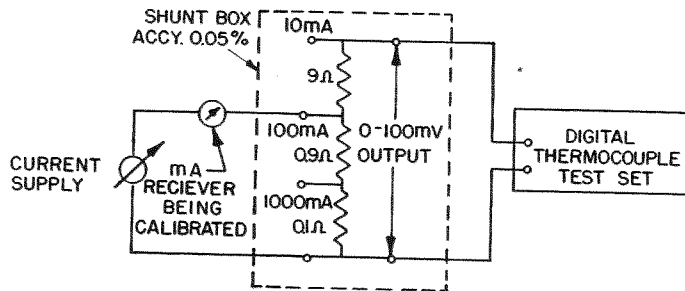 SHUNT BOX
ACCY. 0.05%
10mA
9Ω
100mA
0.9Ω
1000mA
0.1Ω
0-100mV
OUTPUT
CURRENT
SUPPLY
mA
RECIEVER
BEING
CALIBRATED
DIGITAL
THERMOCOUPLE
TEST SET